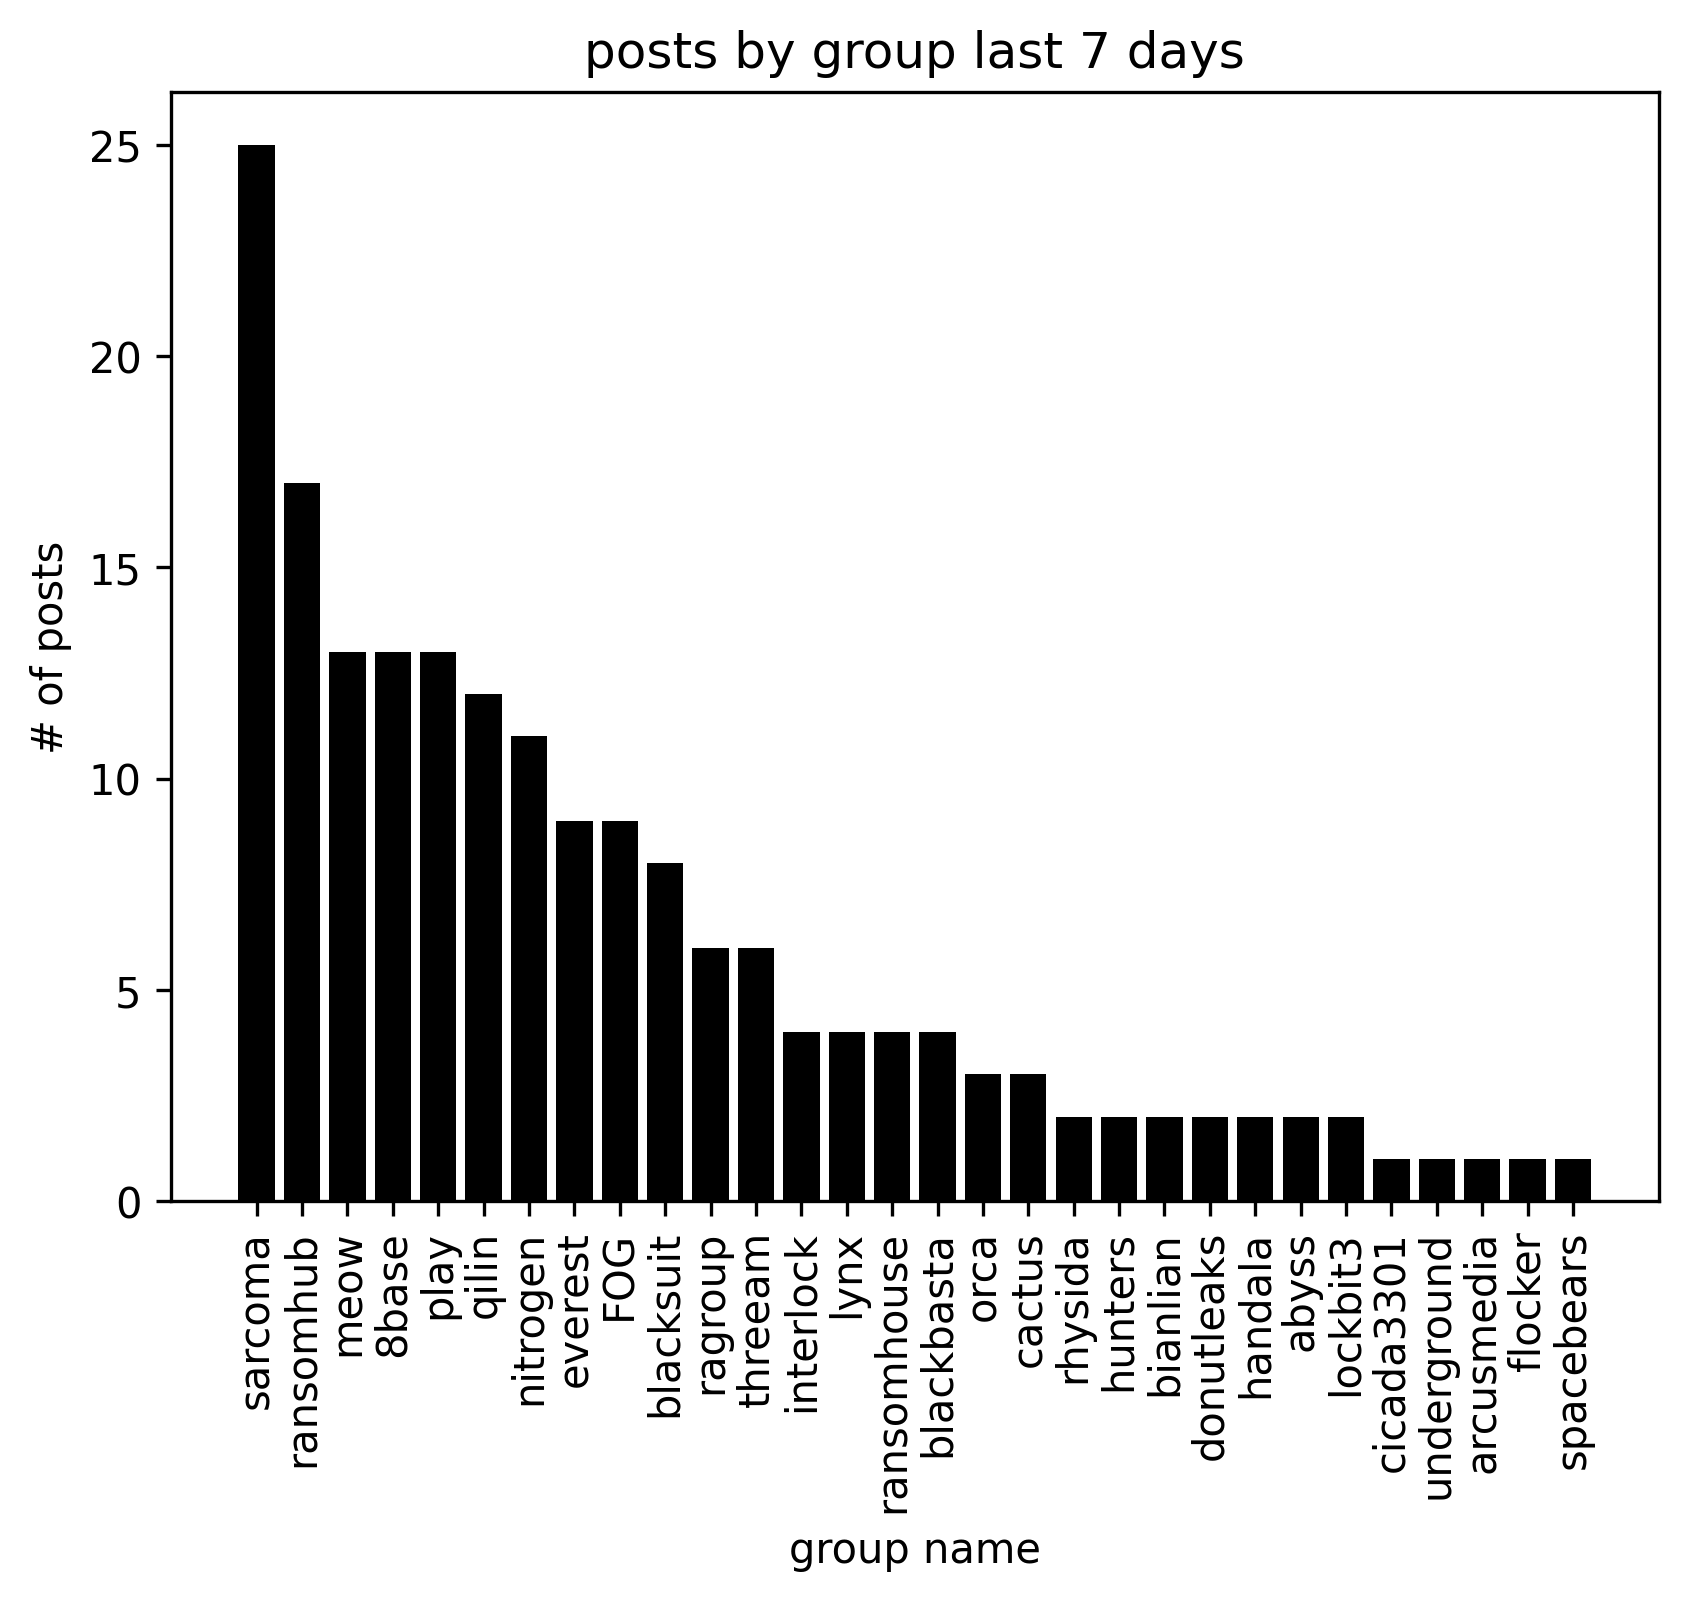 posts by group last 7 days
# of posts
25
20
15
10
5
0
sarcoma
ransomhub
meow
8base
play
qilin
nitrogen
everest
FOG
blacksuit
ragroup
threeam
interlock
lynx
ransomhouse
blackbasta
orca
cactus
rhysida
hunters
bianlian
donutleaks
handala
abyss
lockbit3
cicada3301
underground
arcusmedia
flocker
spacebears
group name